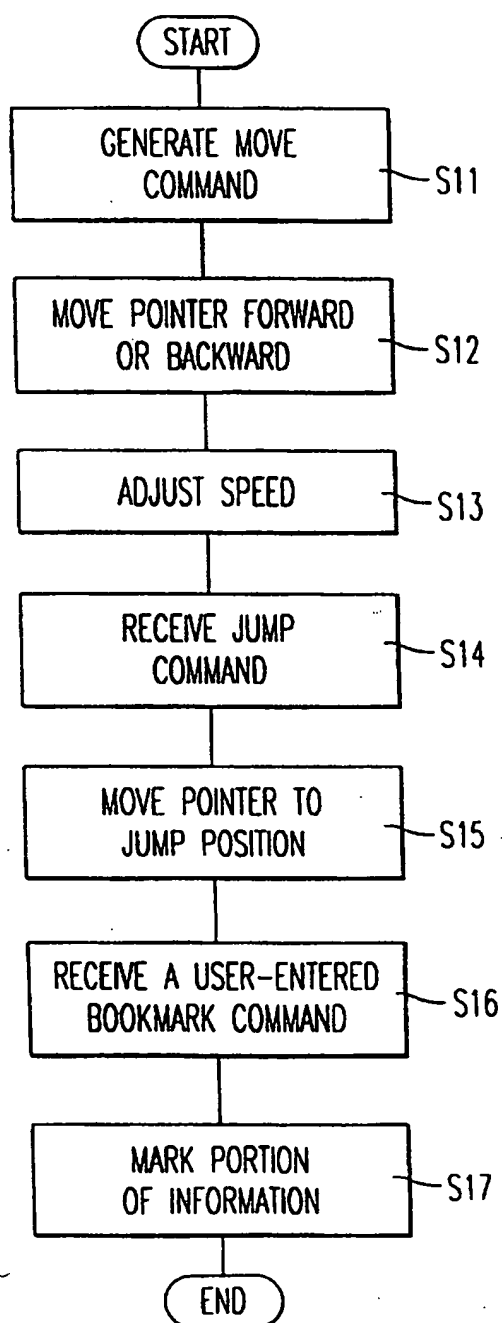 START
GENERATE MOVE
COMMAND
S11
MOVE POINTER FORWARD
OR BACKWARD
S12
ADJUST SPEED
S13
RECEIVE JUMP
COMMAND
S14
MOVE POINTER TO
JUMP POSITION
S15
RECEIVE A USER-ENTERED
BOOKMARK COMMAND
S16
MARK PORTION
OF INFORMATION
S17
END